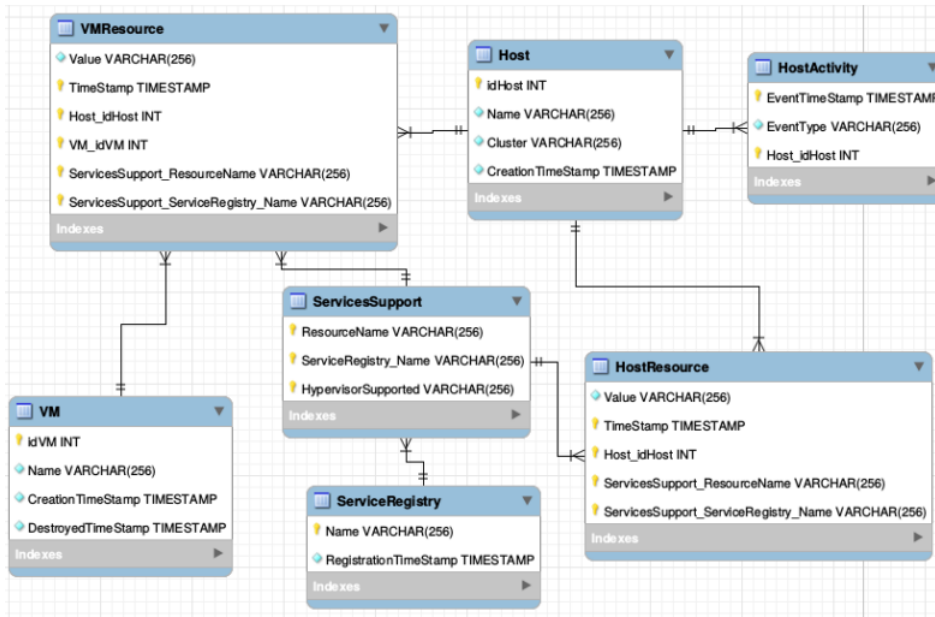 VMResource
Value VARCHAR(256)
TimeStamp TIMESTAMP
Host_idHost INT
VM_idVM INT
ServicesSupport_ResourceName VARCHAR(256)
ServicesSupport_ServiceRegistry_Name VARCHAR(256)
Indexes
Host
idHost INT
Name VARCHAR(256)
Cluster VARCHAR(256)
CreationTimeStamp TIMESTAMP
Indexes
HostActivity
EventTimeStamp TIMESTAMP
EventType VARCHAR(256)
Host_idHost INT
Indexes
ServicesSupport
ResourceName VARCHAR(256)
ServiceRegistry_Name VARCHAR(256)
HypervisorSupported VARCHAR(256)
Indexes
HostResource
Value VARCHAR(256)
TimeStamp TIMESTAMP
Host_idHost INT
ServicesSupport_ResourceName VARCHAR(256)
ServicesSupport_ServiceRegistry_Name VARCHAR(256)
Indexes
VM
idVM INT
Name VARCHAR(256)
CreationTimeStamp TIMESTAMP
DestroyedTimeStamp TIMESTAMP
Indexes
ServiceRegistry
Name VARCHAR(256)
RegistrationTimeStamp TIMESTAMP
Indexes